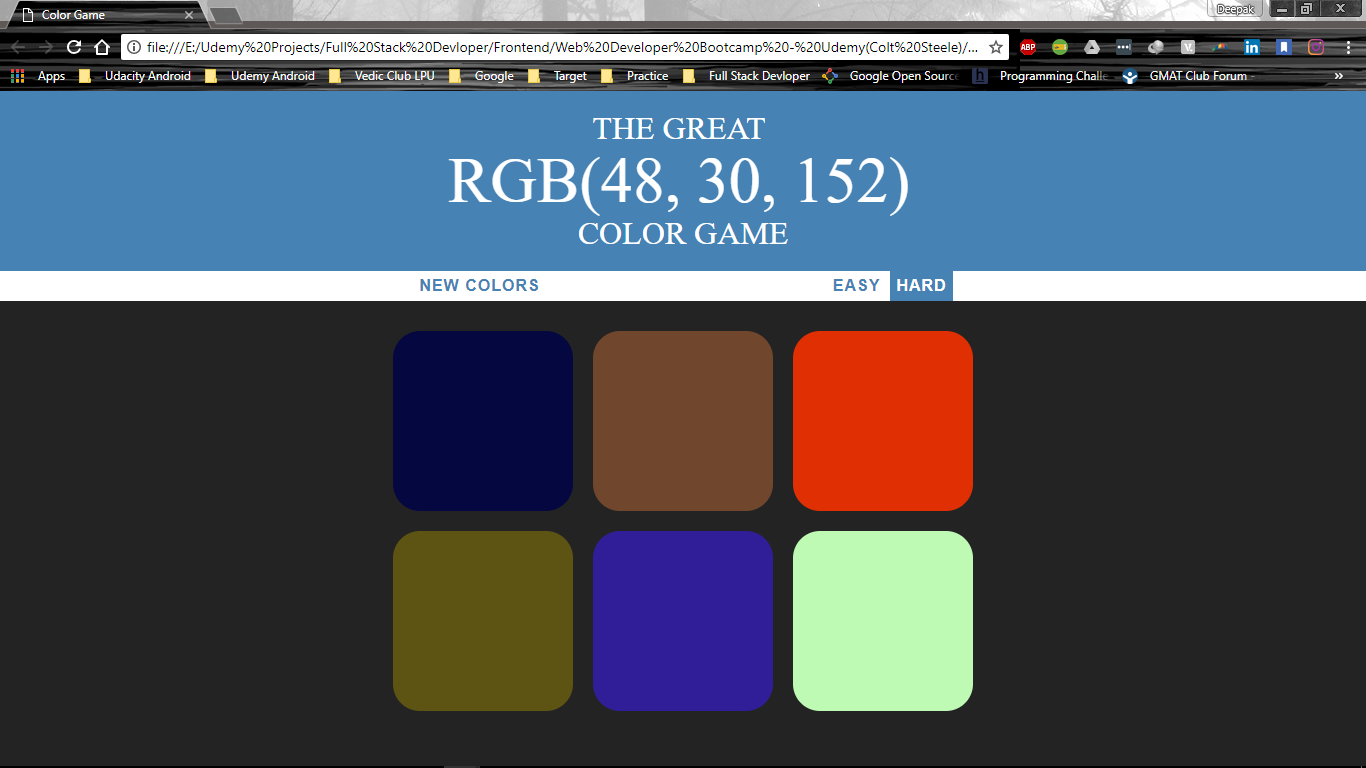 Color Game
Deepak
file:///E:/Udemy%20Projects/Full%20Stack%20Devloper/Frontend/Web%20Developer%20Bootcamp%20-%20Udemy(Colt%20Steele)/...
ABP
Apps Udacity Android Udemy Android Vedic Club LPU Google Target Practice Full Stack Devloper Google Open Source h Programming Challe GMAT Club Forum - »
THE GREAT
RGB(48, 30, 152)
COLOR GAME
NEW COLORS EASY HARD